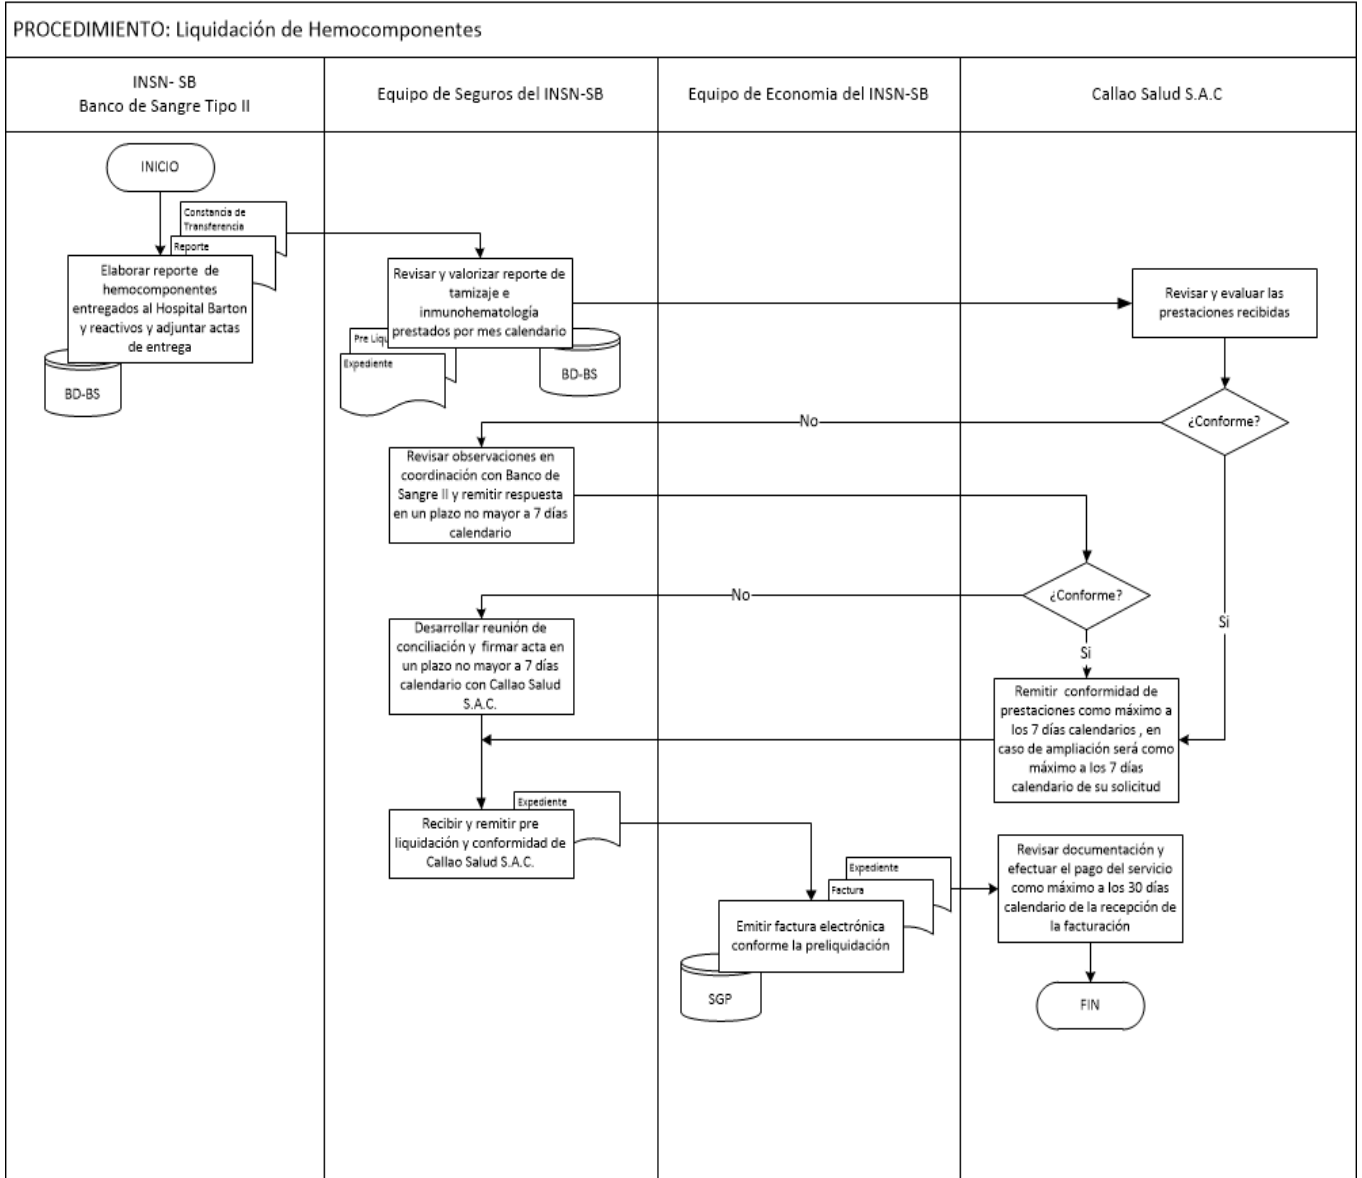 PROCEDIMIENTO: Liquidación de Hemocomponentes
INSN- SB
Banco de Sangre Tipo II
Equipo de Seguros del INSN-SB
Equipo de Economia del INSN-SB
Callao Salud S.A.C
INICIO
Constancia de
Transferencia
Reporte
Elaborar reporte de
hemocomponentes
entregados al Hospital Barton
y reactivos y adjuntar actas
de entrega
BD-BS
Revisar y valorizar reporte de
tamizaje e
inmunohematología
prestados por mes calendario
Pre Liqu
Expediente
BD-BS
Revisar y evaluar las
prestaciones recibidas
¿Conforme?
No
Revisar observaciones en
coordinación con Banco de
Sangre II y remitir respuesta
en un plazo no mayor a 7 días
calendario
¿Conforme?
No
Si
Si
Desarrollar reunión de
conciliación y firmar acta en
un plazo no mayor a 7 días
calendario con Callao Salud
S.A.C.
Remitir conformidad de
prestaciones como máximo a
los 7 días calendarios , en
caso de ampliación será como
máximo a los 7 días
calendario de su solicitud
Expediente
Recibir y remitir pre
liquidación y conformidad de
Callao Salud S.A.C.
Expediente
Factura
Emitir factura electrónica
conforme la preliquidación
SGP
Revisar documentación y
efectuar el pago del servicio
como máximo a los 30 días
calendario de la recepción de
la facturación
FIN